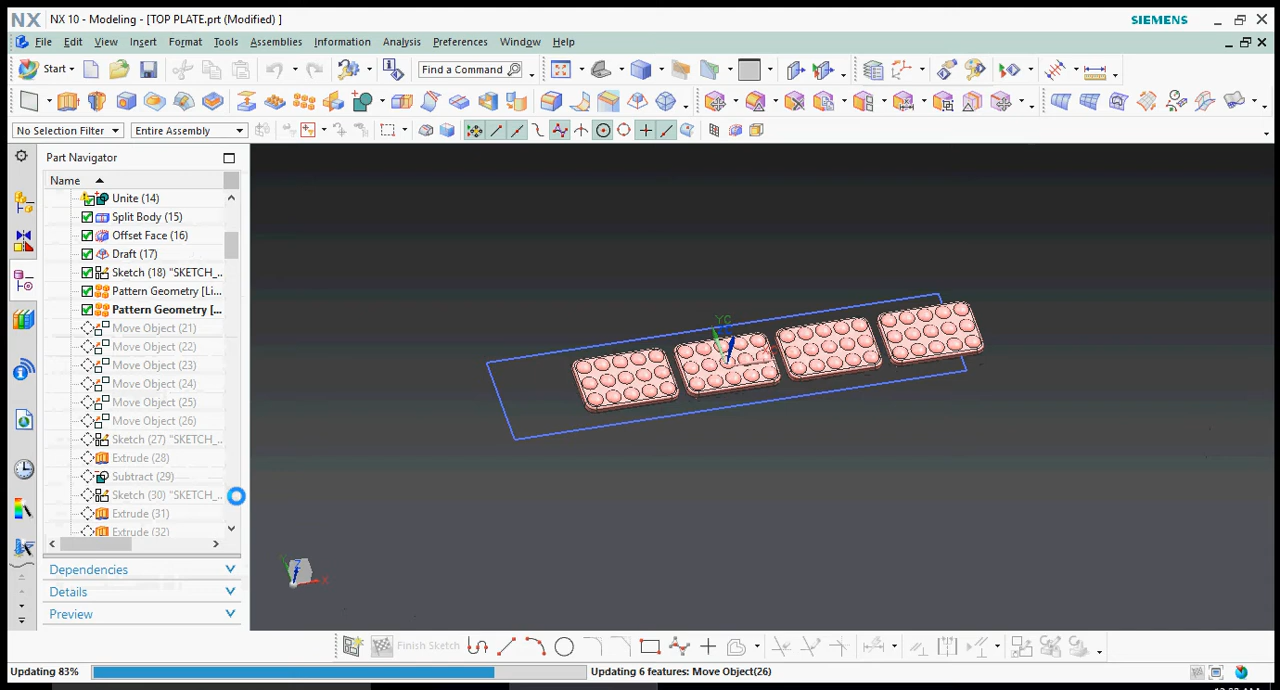 NX NX 10 - Modeling - [TOP PLATE.prt (Modified) ] SIEMENS
File Edit View Insert Format Tools Assemblies Information Analysis Preferences Window Help
Start Find a Command
No Selection Filter Entire Assembly
Part Navigator
Name
Unite (14)
Split Body (15)
Offset Face (16)
Draft (17)
Sketch (18) "SKETCH_...
Pattern Geometry [Li...
Pattern Geometry [...
Move Object (21)
Move Object (22)
Move Object (23)
Move Object (24)
Move Object (25)
Move Object (26)
Sketch (27) "SKETCH_...
Extrude (28)
Subtract (29)
Sketch (30) "SKETCH_...
Extrude (31)
Extrude (32)
Dependencies
Details
Preview
YC
Z
X
Finish Sketch
Updating 83% Updating 6 features: Move Object(26)